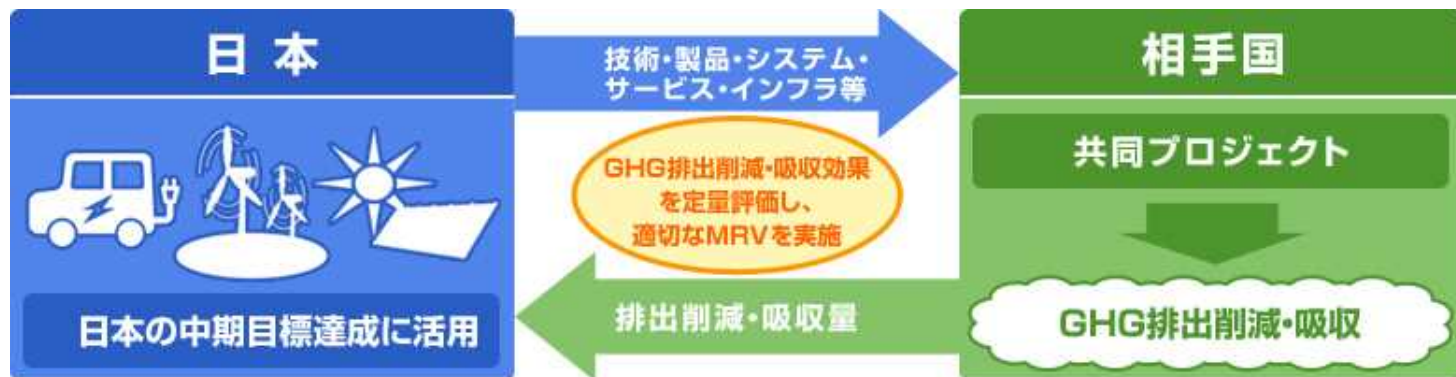 日本
技術・製品・システム・
サービス・インフラ等
相手国
共同プロジェクト
GHG排出削減・吸収効果
を定量評価し、
適切なMRVを実施
排出削減・吸収量
日本の中期目標達成に活用
GHG排出削減・吸収